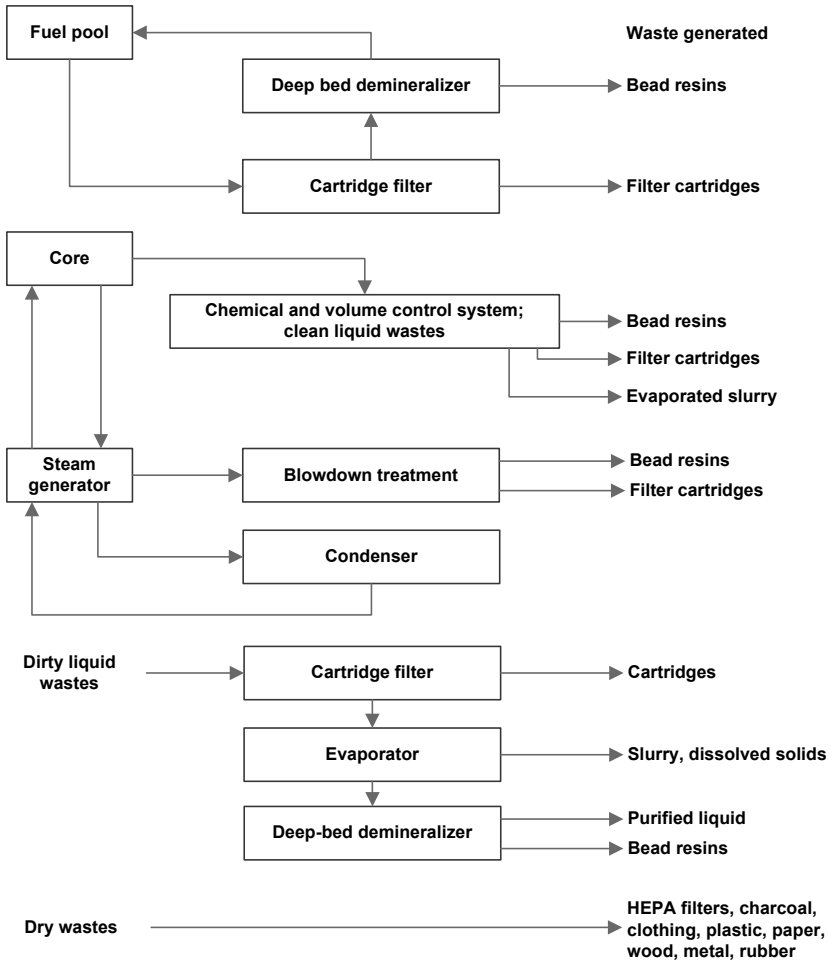 Fuel pool
Waste generated
Deep bed demineralizer
Bead resins
Cartridge filter
Filter cartridges
Core
Chemical and volume control system;
clean liquid wastes
Bead resins
Filter cartridges
Evaporated slurry
Steam
generator
Blowdown treatment
Bead resins
Filter cartridges
Condenser
Dirty liquid
wastes
Cartridge filter
Cartridges
Evaporator
Slurry, dissolved solids
Deep-bed demineralizer
Purified liquid
Bead resins
Dry wastes
HEPA filters, charcoal,
clothing, plastic, paper,
wood, metal, rubber